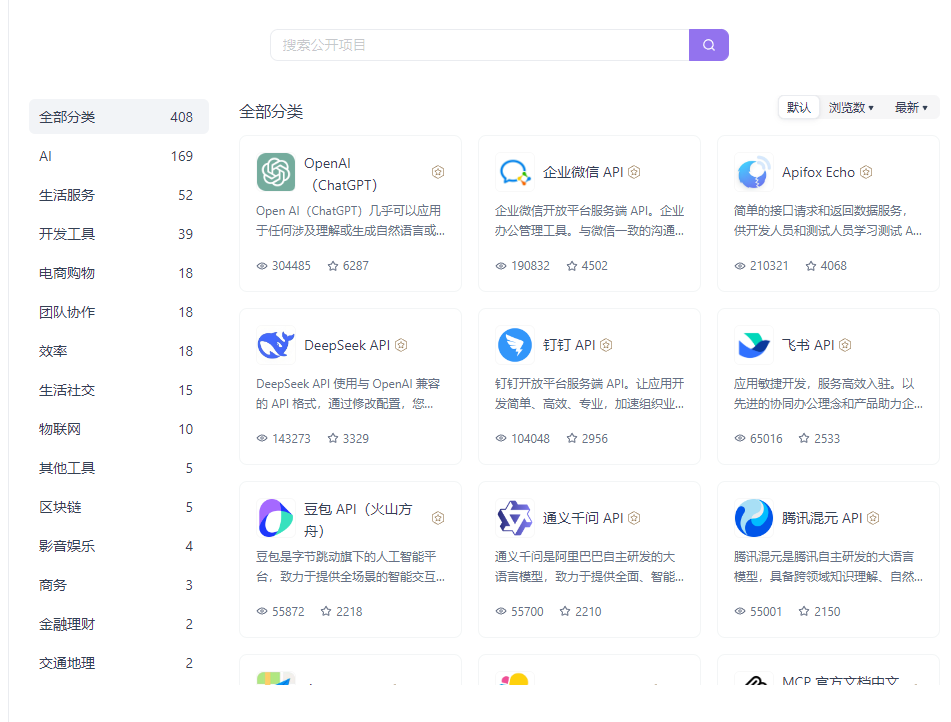 搜索公开项目
全部分类 408
AI 169
生活服务 52
开发工具 39
电商购物 18
团队协作 18
效率 18
生活社交 15
物联网 10
其他工具 5
区块链 5
影音娱乐 4
商务 3
金融理财 2
交通地理 2
全部分类
默认 浏览数 最新
OpenAI
（ChatGPT）
Open AI（ChatGPT）几乎可以应用
于任何涉及理解或生成自然语言或...
304485 6287
企业微信 API
企业微信开放平台服务端 API。企业
办公管理工具。与微信一致的沟通...
190832 4502
Apifox Echo
简单的接口请求和返回数据服务，
供开发人员和测试人员学习测试 A...
210321 4068
DeepSeek API
DeepSeek API 使用与 OpenAI 兼容
的 API 格式，通过修改配置，您...
143273 3329
钉钉 API
钉钉开放平台服务端 API。让应用开
发简单、高效、专业，加速组织业...
104048 2956
飞书 API
应用敏捷开发，服务高效入驻。以
先进的协同办公理念和产品助力企...
65016 2533
豆包 API（火山方
舟）
豆包是字节跳动旗下的人工智能平
台，致力于提供全场景的智能交互...
55872 2218
通义千问 API
通义千问是阿里巴巴自主研发的大
语言模型，致力于提供全面、智能...
55700 2210
腾讯混元 API
腾讯混元是腾讯自主研发的大语言
模型，具备跨领域知识理解、自然...
55001 2150
MCP 官方文档中文